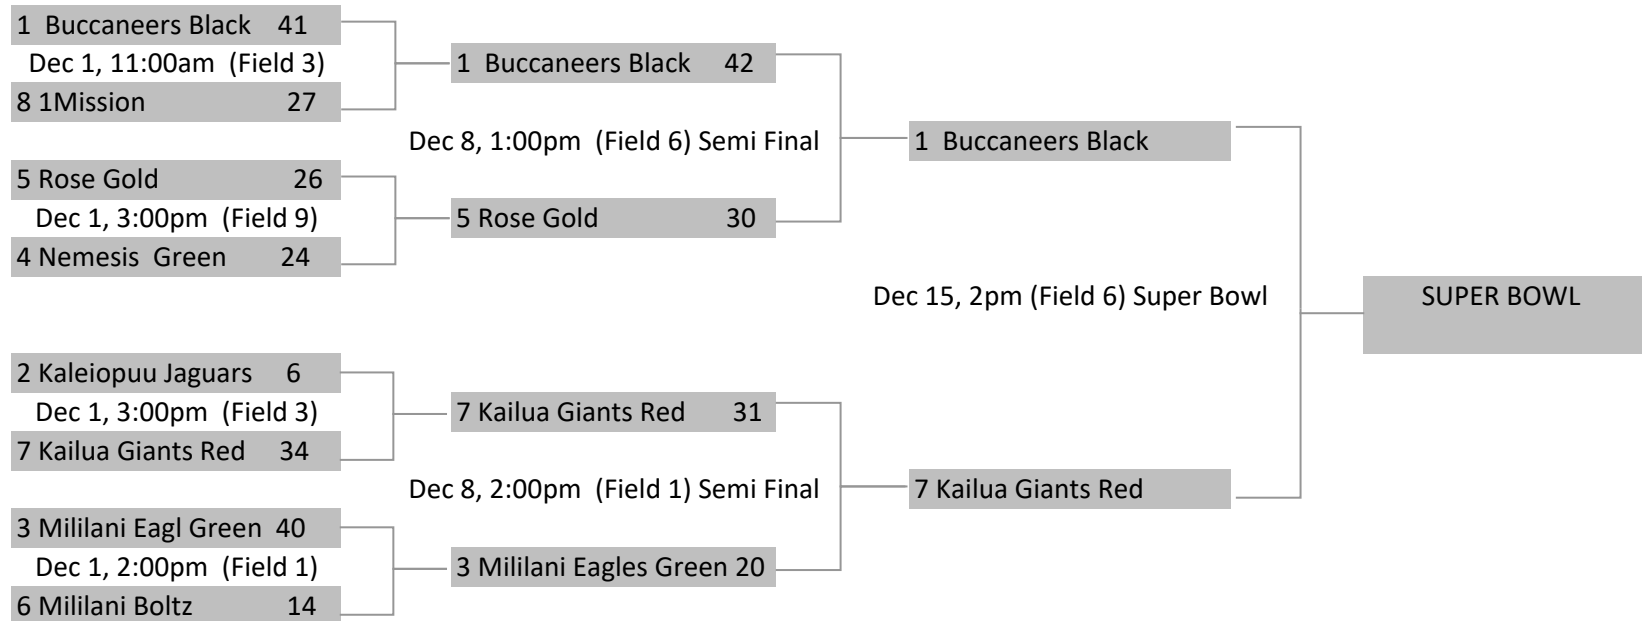 1 Buccaneers Black 41
Dec 1, 11:00am (Field 3)
8 1Mission 27
5 Rose Gold 26
Dec 1, 3:00pm (Field 9)
4 Nemesis Green 24
2 Kaleiopuu Jaguars 6
Dec 1, 3:00pm (Field 3)
7 Kailua Giants Red 34
3 Mililani Eagl Green 40
Dec 1, 2:00pm (Field 1)
6 Mililani Boltz 14
1 Buccaneers Black 42
Dec 8, 1:00pm (Field 6) Semi Final
5 Rose Gold 30
7 Kailua Giants Red 31
Dec 8, 2:00pm (Field 1) Semi Final
3 Mililani Eagles Green 20
1 Buccaneers Black
Dec 15, 2pm (Field 6) Super Bowl
7 Kailua Giants Red
SUPER BOWL